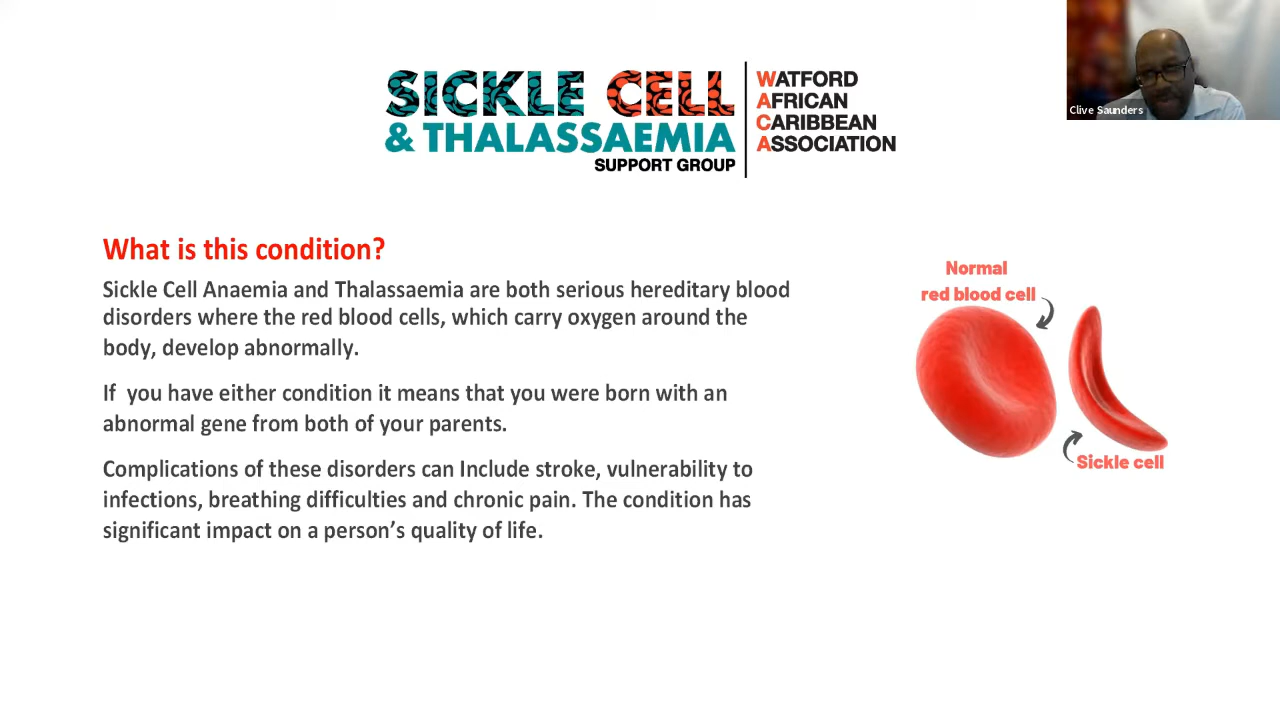 SICKLE CELL
& THALASSAEMIA
SUPPORT GROUP
WATFORD
AFRICAN
CARIBBEAN
ASSOCIATION
Clive Saunders
What is this condition?
Sickle Cell Anaemia and Thalassaemia are both serious hereditary blood
disorders where the red blood cells, which carry oxygen around the
body, develop abnormally.
If  you have either condition it means that you were born with an
abnormal gene from both of your parents.
Complications of these disorders can Include stroke, vulnerability to
infections, breathing difficulties and chronic pain. The condition has
significant impact on a person’s quality of life.
Normal
red blood cell
Sickle cell